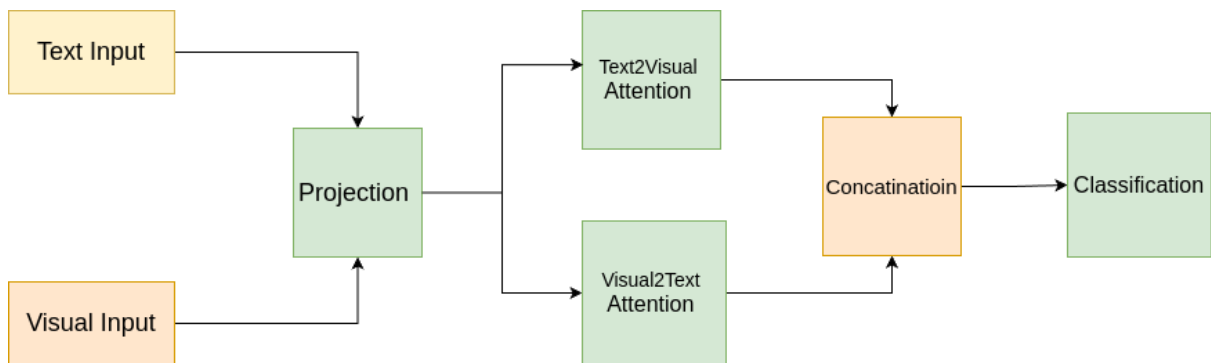 Text Input
Visual Input
Projection
Text2Visual
Attention
Visual2Text
Attention
Concatinatioin
Classification